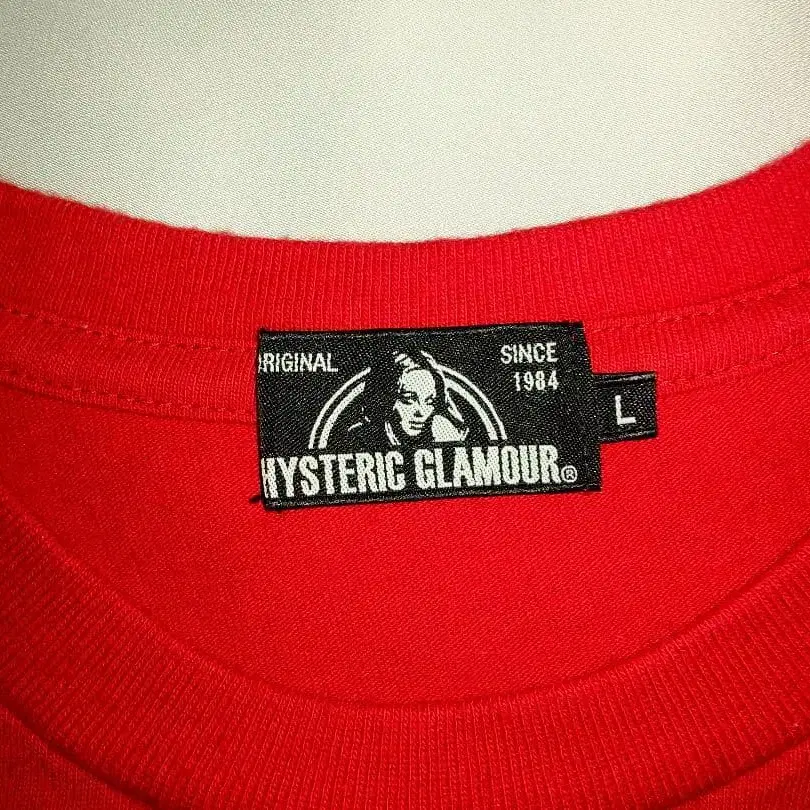 ORIGINAL
SINCE
1984
HYSTERIC GLAMOUR®
L